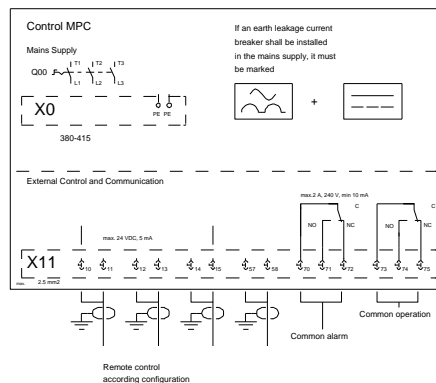 Control MPC
Mains Supply
T1 T2 T3
Q00
L1 L2 L3
X0
PE PE
380-415
If an earth leakage current
breaker shall be installed
in the mains supply, it must
be marked
+
External Control and Communication
max.2 A, 240 V, min 10 mA
C C
max. 24 VDC, 5 mA
NO NC NO NC
X11
10 11 12 13 14 15 57 58 70 71 72 73 74 75
max. 2.5 mm2
Common operation
Common alarm
Remote control
according configuration